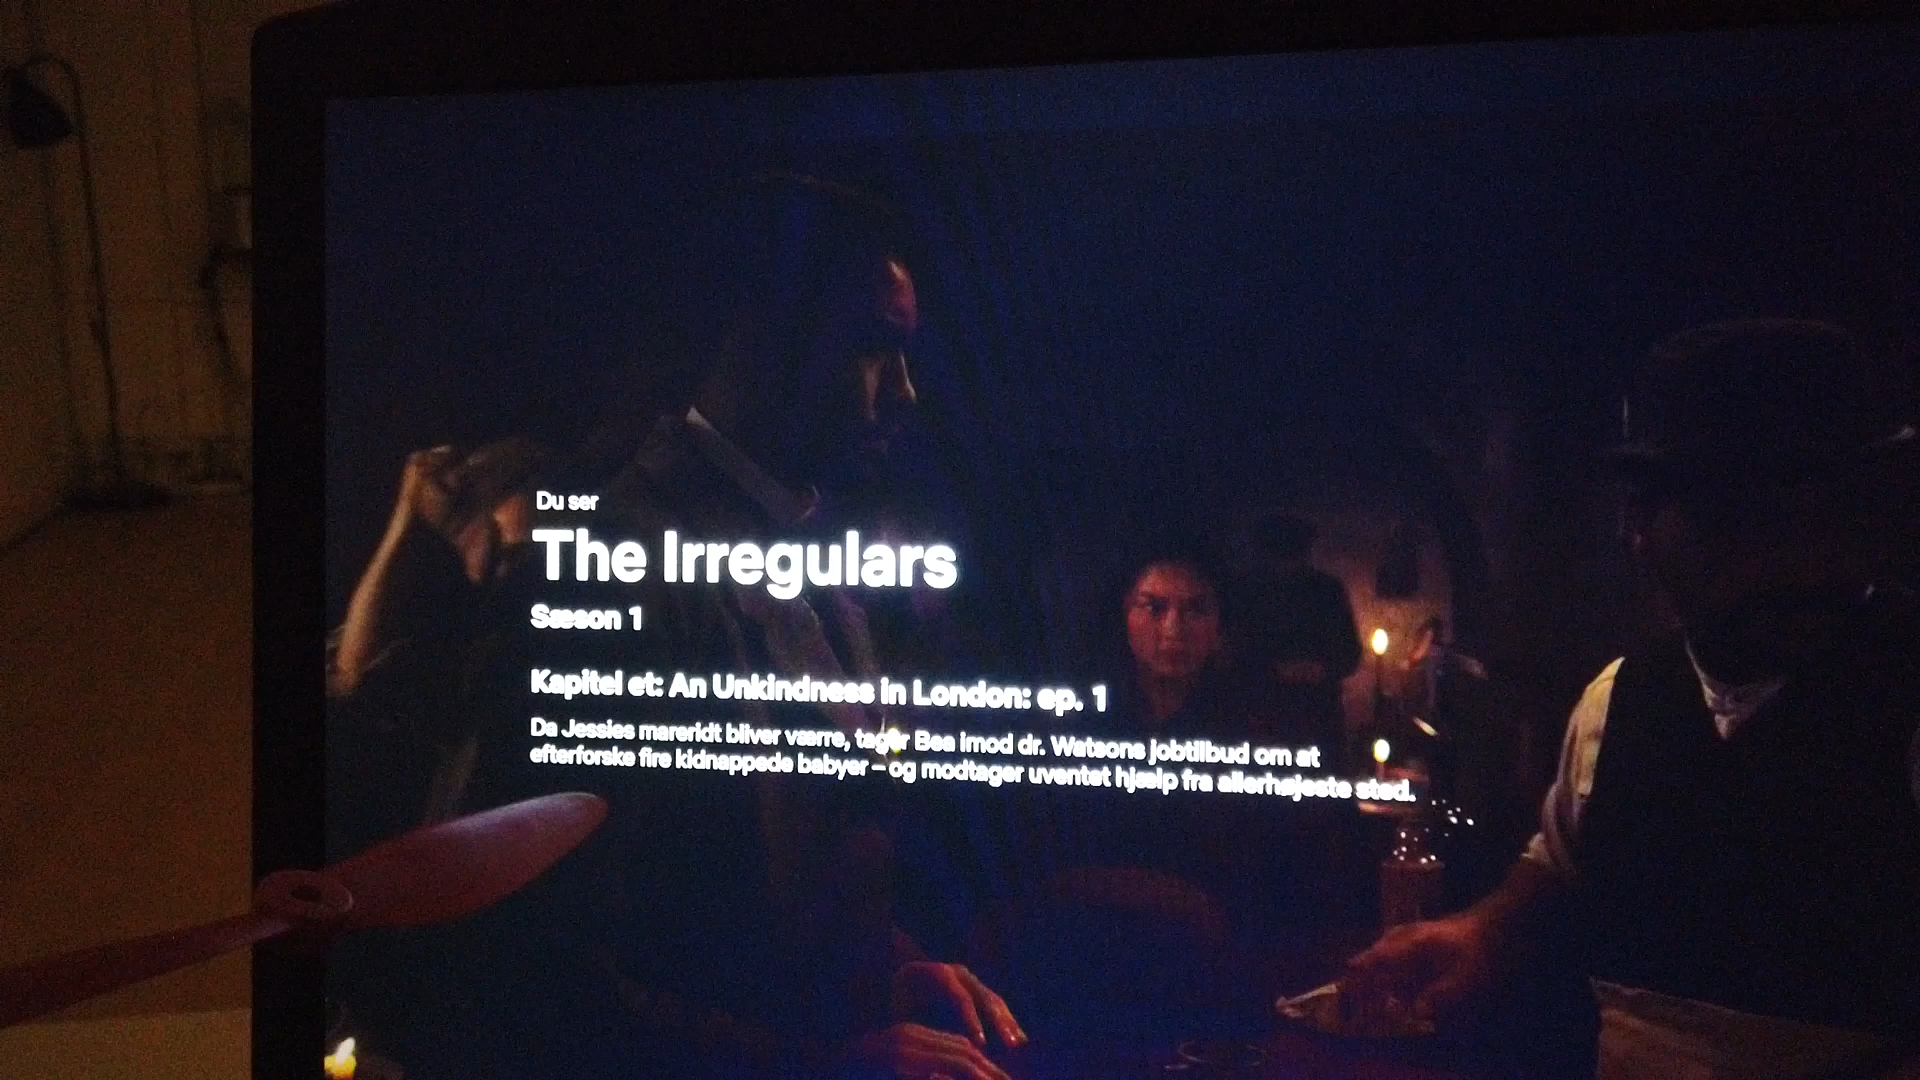 Du ser
The Irregulars
Sæson 1
Kapitel et: An Unkindness in London: ep. 1
Da Jessies mareridt bliver værre, tager Bea imod dr. Watsons jobtilbud om at
efterforske fire kidnappede babyer – og modtager uventet hjælp fra allerhøjeste sted.